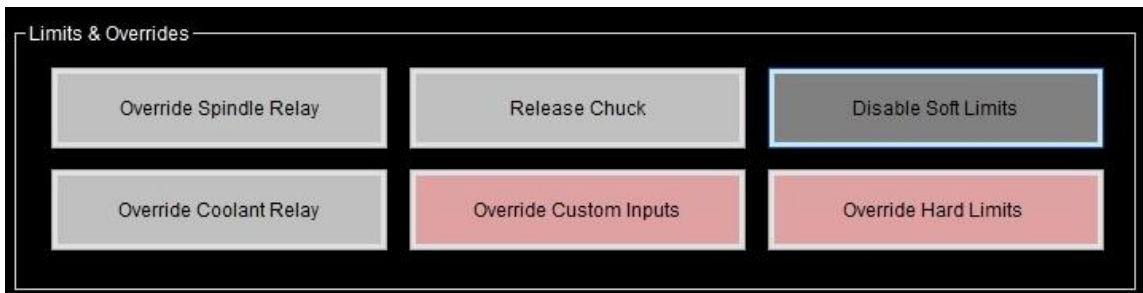 Limits & Overrides
Override Spindle Relay
Release Chuck
Disable Soft Limits
Override Coolant Relay
Override Custom Inputs
Override Hard Limits